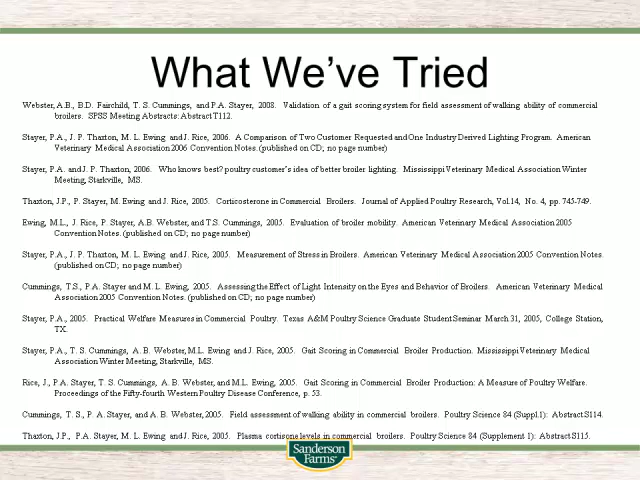 What We've Tried
Webster, A.B., B.D. Fairchild, T. S. Cummings, and P.A. Stayer, 2008. Validation of a gait scoring system for field assessment of walking ability of commercial
broilers. SPSS Meeting Abstracts: Abstract T112.
Stayer, P.A., J. P. Thaxton, M. L. Ewing and J. Rice, 2006. A Comparison of Two Customer Requested and One Industry Derived Lighting Program. American
Veterinary Medical Association 2006 Convention Notes. (published on CD; no page number)
Stayer, P.A. and J. P. Thaxton, 2006. Who knows best? poultry customer's idea of better broiler lighting. Mississippi Veterinary Medical Association Winter
Meeting, Starkville, MS.
Thaxton, J.P., P. Stayer, M. Ewing and J. Rice, 2005. Corticosterone in Commercial Broilers. Journal of Applied Poultry Research, Vol.14, No. 4, pp. 745-749.
Ewing, M.L., J. Rice, P. Stayer, A.B. Webster, and T.S. Cummings, 2005. Evaluation of broiler mobility. American Veterinary Medical Association 2005
Convention Notes. (published on CD; no page number)
Stayer, P.A., J. P. Thaxton, M. L. Ewing and J. Rice, 2005. Measurement of Stress in Broilers. American Veterinary Medical Association 2005 Convention Notes.
(published on CD; no page number)
Cummings, T.S., P.A. Stayer and M. L. Ewing, 2005. Assessing the Effect of Light Intensity on the Eyes and Behavior of Broilers. American Veterinary Medical
Association 2005 Convention Notes. (published on CD; no page number)
Stayer, P.A., 2005. Practical Welfare Measures in Commercial Poultry. Texas A&M Poultry Science Graduate Student Seminar March 31, 2005, College Station,
TX.
Stayer, P.A., T. S. Cummings, A. B. Webster, M.L. Ewing and J. Rice, 2005. Gait Scoring in Commercial Broiler Production. Mississippi Veterinary Medical
Association Winter Meeting, Starkville, MS.
Rice, J., P.A. Stayer, T. S. Cummings, A. B. Webster, and M.L. Ewing, 2005. Gait Scoring in Commercial Broiler Production: A Measure of Poultry Welfare.
Proceedings of the Fifty-fourth Western Poultry Disease Conference, p. 53.
Cummings, T. S., P. A. Stayer, and A. B. Webster, 2005. Field assessment of walking ability in commercial broilers. Poultry Science 84 (Suppl.1): Abstract S114.
Thaxton, J.P., P.A. Stayer, M. L. Ewing and J. Rice, 2005. Plasma cortisone levels in commercial broilers. Poultry Science 84 (Supplement 1): Abstract S115.
Sanderson
Farms